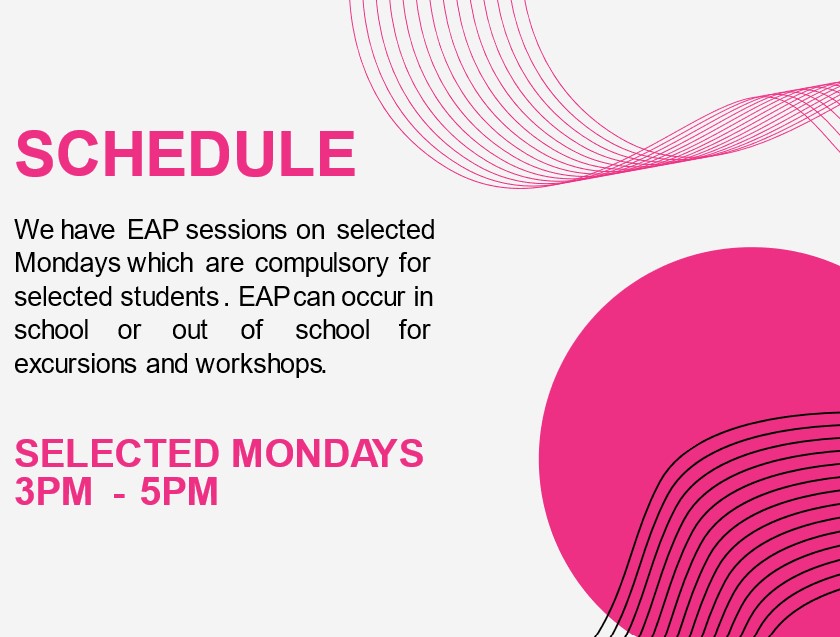 SCHEDULE
We have EAP sessions on selected
Mondays which are compulsory for
selected students. EAP can occur in
school or out of school for
excursions and workshops.
SELECTED MONDAYS
3PM - 5PM